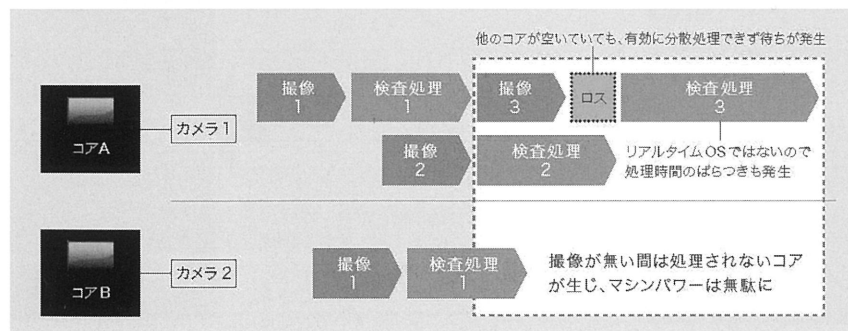 他のコアが空いていても、有効に分散処理できず待ちが発生
撮像
1
検査処理
1
撮像
3
ロス
検査処理
3
コアA
カメラ1
撮像
2
検査処理
2
リアルタイムOSではないので
処理時間のばらつきも発生
コアB
カメラ2
撮像
1
検査処理
1
撮像が無い間は処理されないコア
が生じ、マシンパワーは無駄に